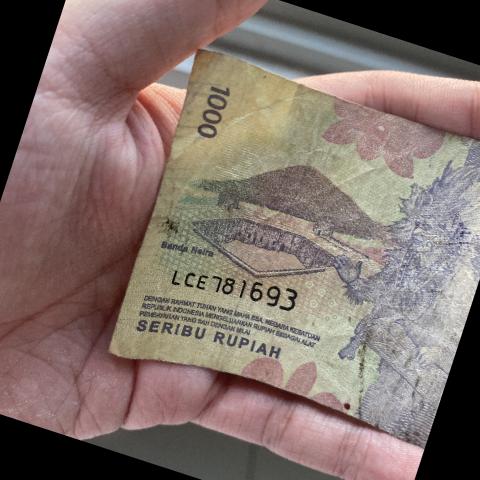 1000
Banda Neira
LCE781693
DENGAN RAHMAT TUHAN YANG MAHA ESA, NEGARA KESATUAN
REPUBLIK INDONESIA MENGELUARKAN RUPIAH SEBAGAI ALAT
PEMBAYARAN YANG SAH DENGAN NILAI
SERIBU RUPIAH